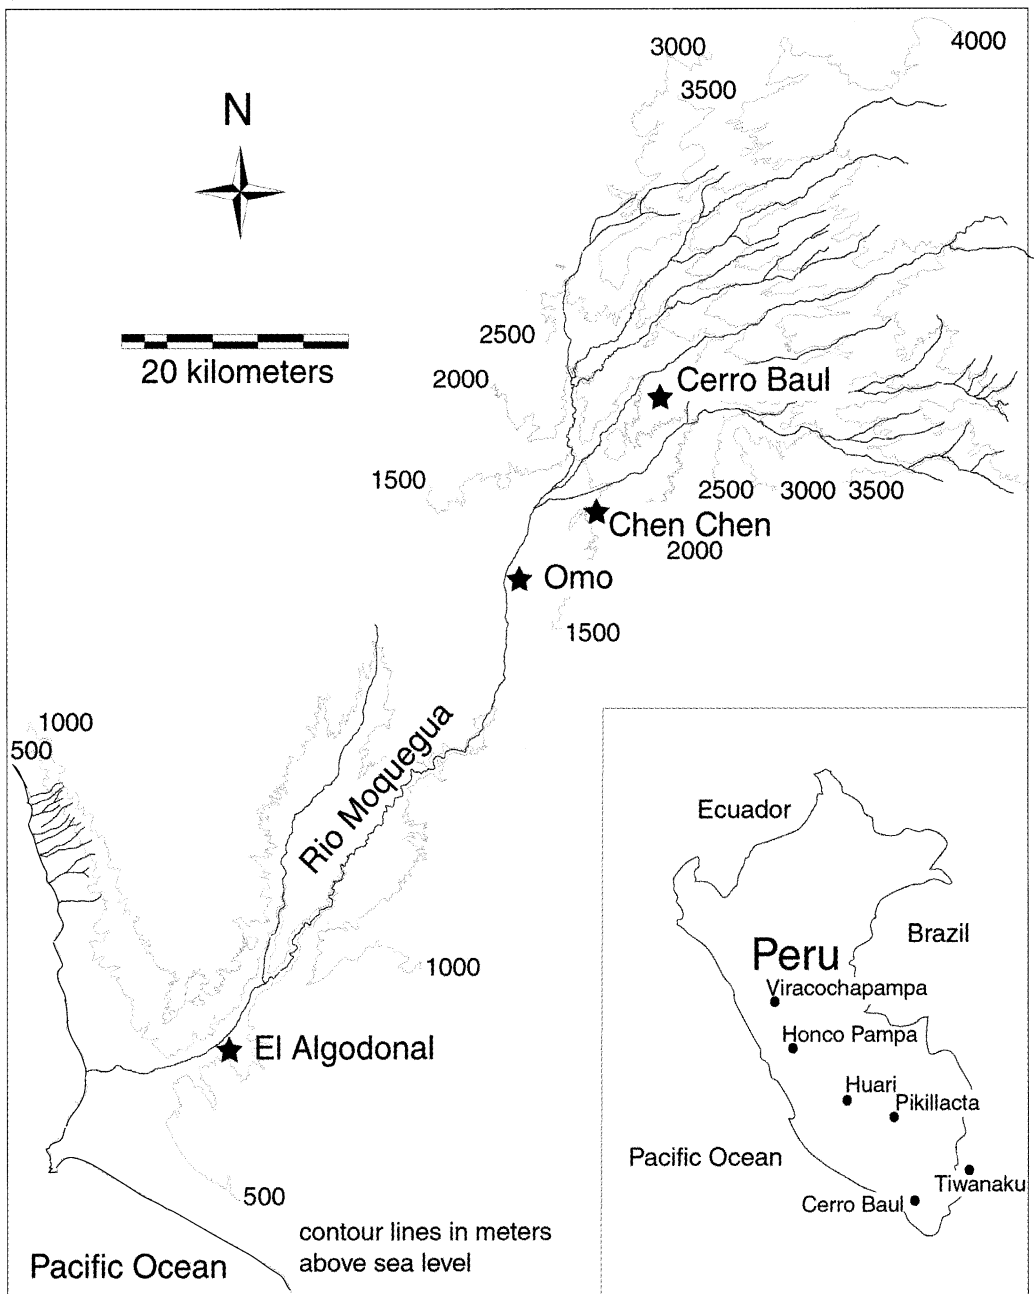 3000
4000
3500
N
2500
20 kilometers
2000
Cerro Baul
1500
2500
3000
3500
Chen Chen
2000
Omo
1500
1000
500
Rio Moquegua
1000
El Algodonal
500
contour lines in meters
above sea level
Pacific Ocean
Ecuador
Brazil
Peru
Viracochapampa
Honco Pampa
Huari
Pikillacta
Pacific Ocean
Tiwanaku
Cerro Baul